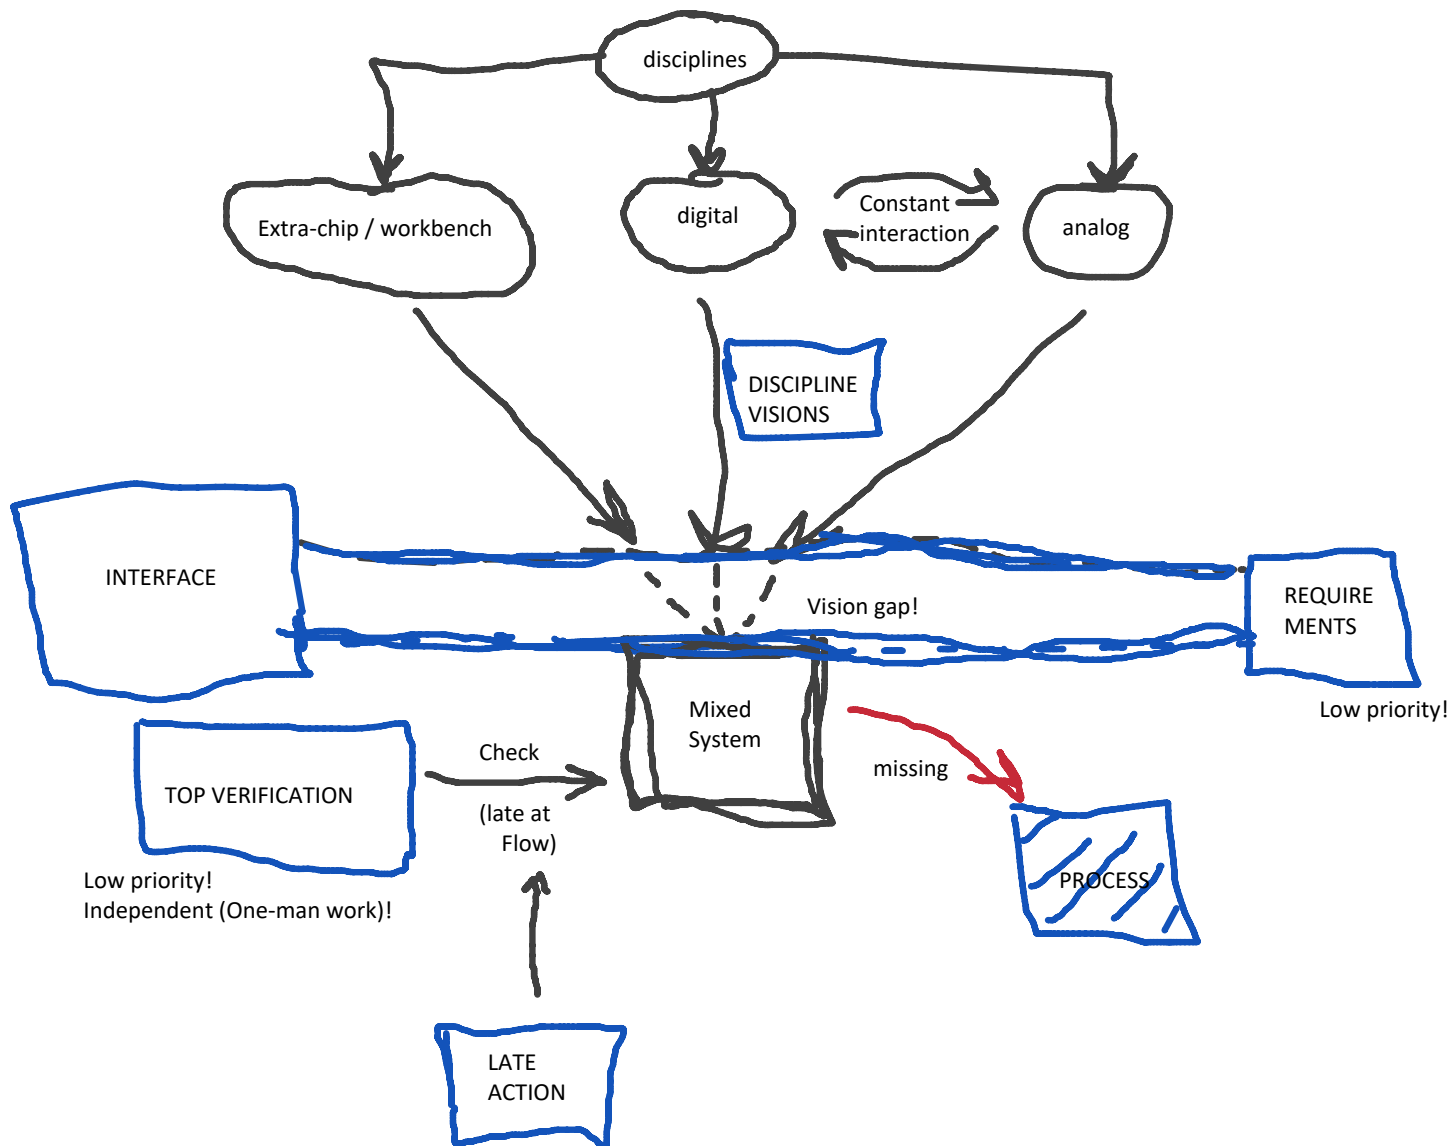 disciplines
Extra-chip / workbench
digital
Constant
interaction
analog
DISCIPLINE
VISIONS
INTERFACE
Vision gap!
REQUIRE
MENTS
Low priority!
Mixed
System
Check
(late at
Flow)
TOP VERIFICATION
Low priority!
Independent (One-man work)!
missing
PROCESS
LATE
ACTION